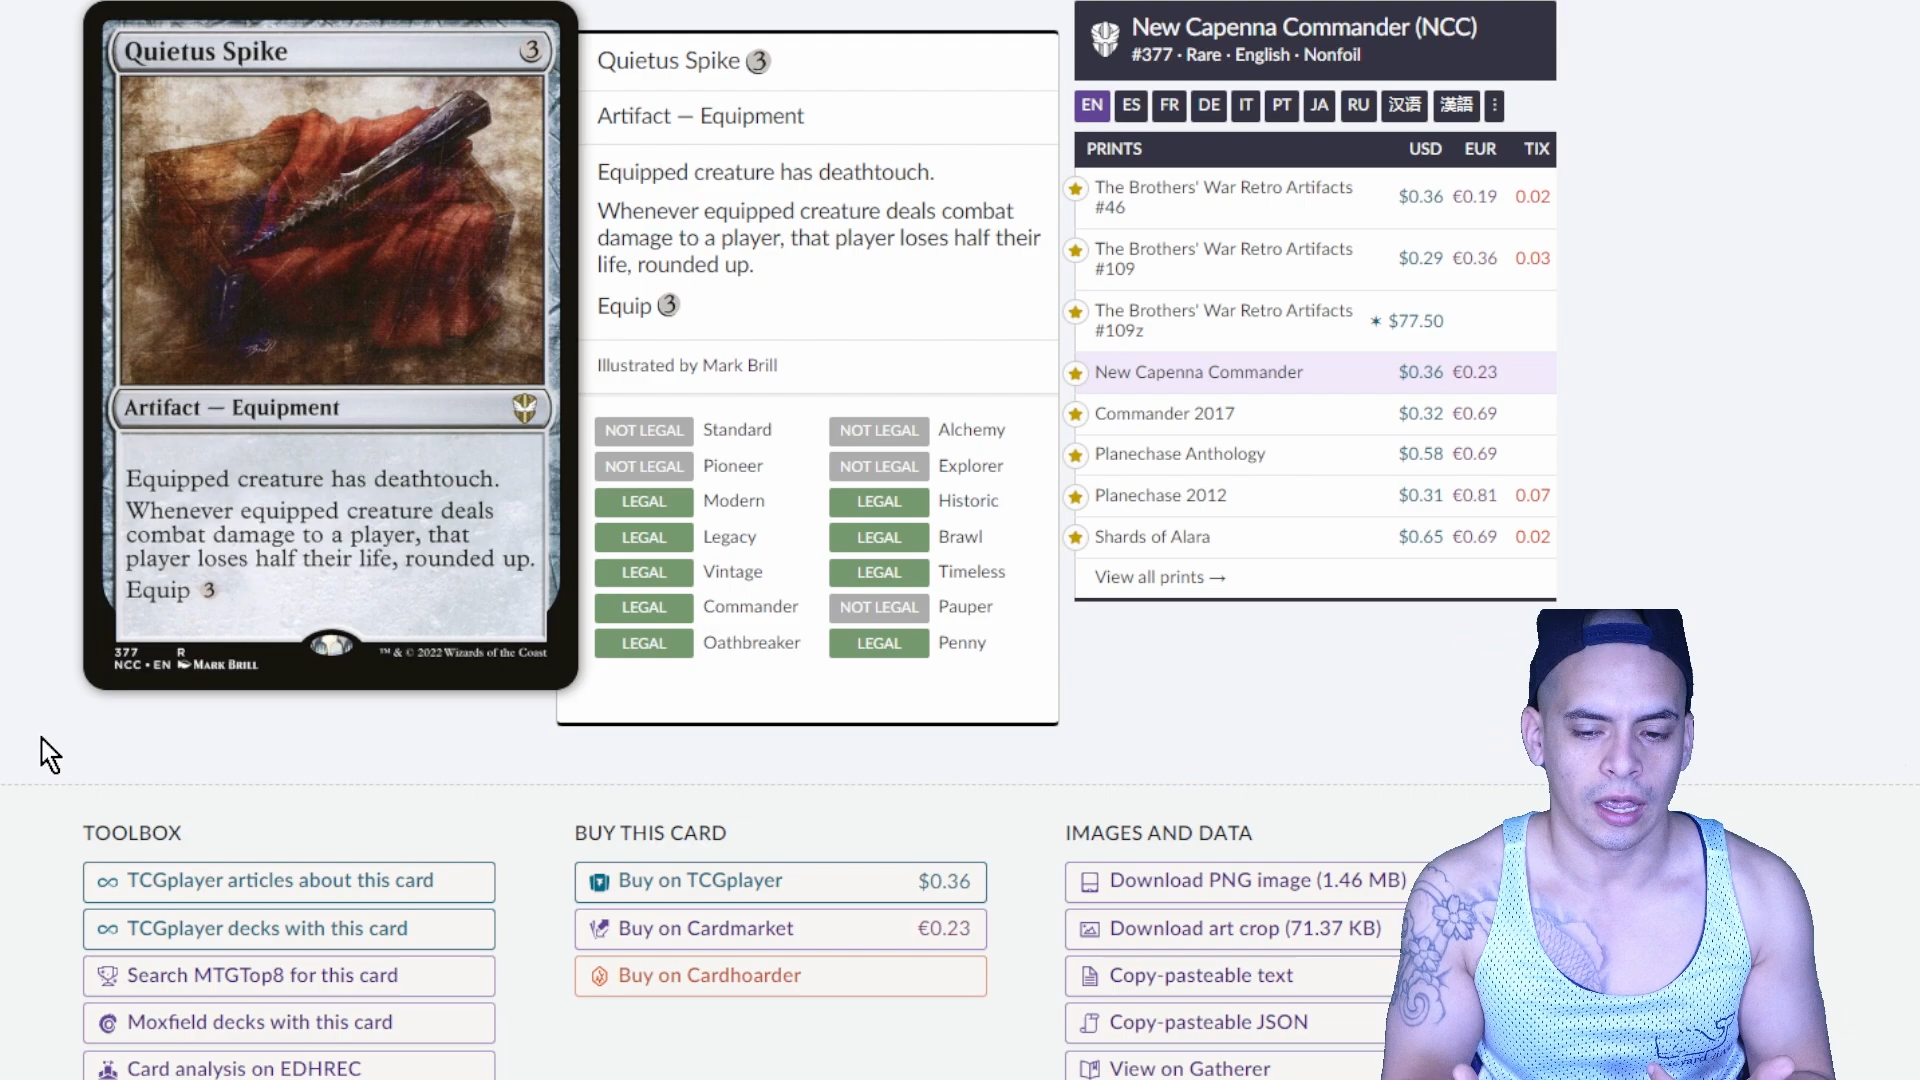 Quietus Spike 3
Artifact — Equipment
Equipped creature has deathtouch.
Whenever equipped creature deals
combat damage to a player, that
player loses half their life, rounded up.
Equip 3
377 R
NCC • EN MARK BRILL
™ & © 2022 Wizards of the Coast
Quietus Spike 3
Artifact — Equipment
Equipped creature has deathtouch.
Whenever equipped creature deals combat
damage to a player, that player loses half their
life, rounded up.
Equip 3
Illustrated by Mark Brill
NOT LEGAL Standard NOT LEGAL Alchemy
NOT LEGAL Pioneer NOT LEGAL Explorer
LEGAL Modern LEGAL Historic
LEGAL Legacy LEGAL Brawl
LEGAL Vintage LEGAL Timeless
LEGAL Commander NOT LEGAL Pauper
LEGAL Oathbreaker LEGAL Penny
New Capenna Commander (NCC)
#377 · Rare · English · Nonfoil
EN ES FR DE IT PT JA RU 汉语 漢語
PRINTS USD EUR TIX
The Brothers' War Retro Artifacts
#46 $0.36 €0.19 0.02
The Brothers' War Retro Artifacts
#109 $0.29 €0.36 0.03
The Brothers' War Retro Artifacts
#109z ✶ $77.50
New Capenna Commander $0.36 €0.23
Commander 2017 $0.32 €0.69
Planechase Anthology $0.58 €0.69
Planechase 2012 $0.31 €0.81 0.07
Shards of Alara $0.65 €0.69 0.02
View all prints →
TOOLBOX
TCGplayer articles about this card
TCGplayer decks with this card
Search MTGTop8 for this card
Moxfield decks with this card
Card analysis on EDHREC
BUY THIS CARD
Buy on TCGplayer $0.36
Buy on Cardmarket €0.23
Buy on Cardhoarder
IMAGES AND DATA
Download PNG image (1.46 MB)
Download art crop (71.37 KB)
Copy-pasteable text
Copy-pasteable JSON
View on Gatherer